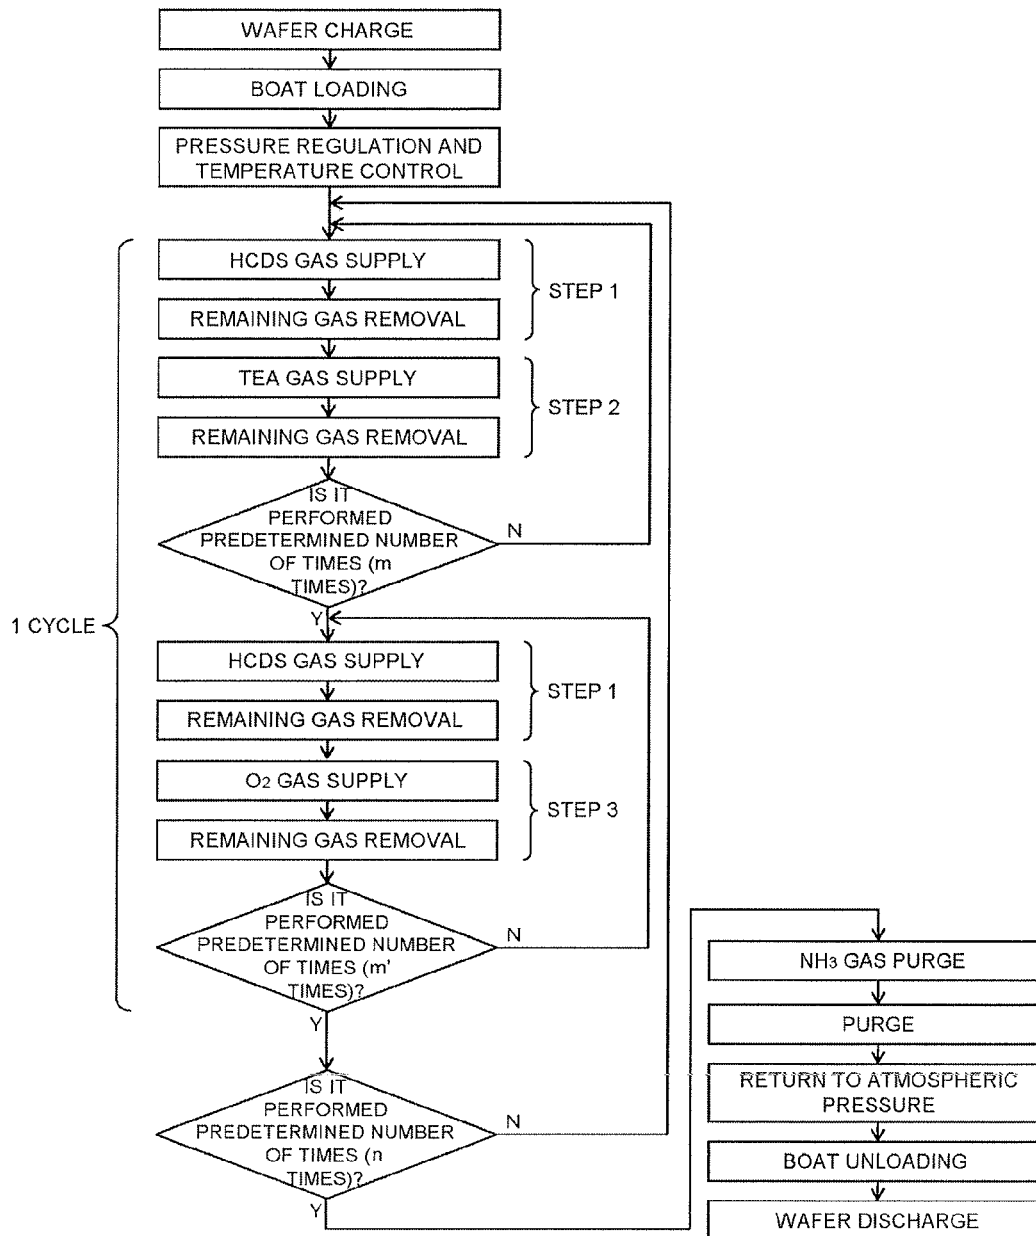 WAFER CHARGE
BOAT LOADING
PRESSURE REGULATION AND
TEMPERATURE CONTROL
HCDS GAS SUPPLY
REMAINING GAS REMOVAL
STEP 1
TEA GAS SUPPLY
REMAINING GAS REMOVAL
STEP 2
IS IT
PERFORMED
PREDETERMINED NUMBER
OF TIMES (m
TIMES)?
N
Y
1 CYCLE
HCDS GAS SUPPLY
REMAINING GAS REMOVAL
STEP 1
O2 GAS SUPPLY
REMAINING GAS REMOVAL
STEP 3
IS IT
PERFORMED
PREDETERMINED NUMBER
OF TIMES (m'
TIMES)?
N
Y
IS IT
PERFORMED
PREDETERMINED NUMBER
OF TIMES (n
TIMES)?
N
Y
NH3 GAS PURGE
PURGE
RETURN TO ATMOSPHERIC
PRESSURE
BOAT UNLOADING
WAFER DISCHARGE